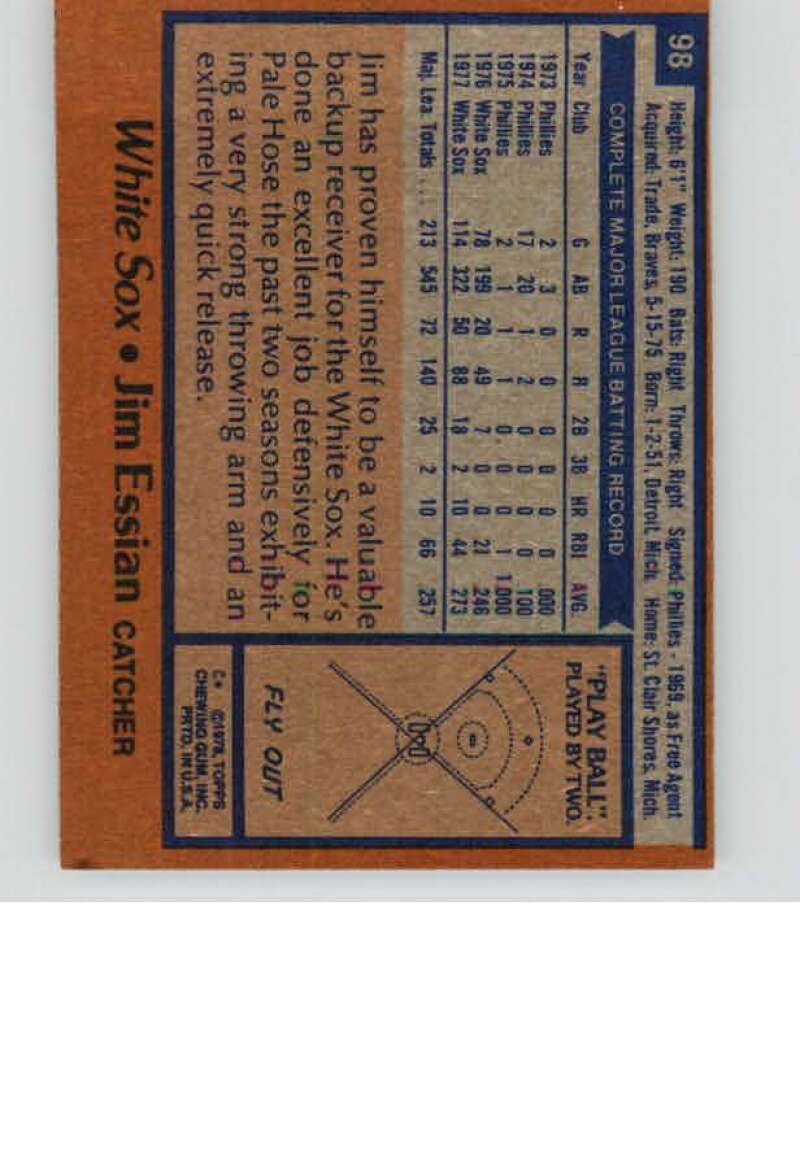 98
Height: 6'1" Weight: 190 Bats: Right Throws: Right Signed: Phillies - 1969, as Free Agent
Acquired: Trade, Braves, 5-15-75 Born: 1-2-51, Detroit, Mich. Home: St. Clair Shores, Mich.
COMPLETE MAJOR LEAGUE BATTING RECORD
Year Club G AB R H 2B 3B HR RBI AVG.
1973 Phillies 2 3 0 0 0 0 0 0 .000
1974 Phillies 17 20 1 2 0 0 0 0 .100
1975 Phillies 2 1 1 1 0 0 0 1 1.000
1976 White Sox 78 199 20 49 7 0 0 21 .246
1977 White Sox 114 322 50 88 18 2 10 44 .273
Maj. Lea. Totals .... 213 545 72 140 25 2 10 66 .257
Jim has proven himself to be a valuable
backup receiver for the White Sox. He's
done an excellent job defensively for
Pale Hose the past two seasons exhibit-
ing a very strong throwing arm and an
extremely quick release.
"PLAY BALL"
PLAYED BY TWO.
FLY OUT
©1978, TOPPS
CHEWING GUM, INC.
PRTD. IN U.S.A.
White Sox • Jim Essian CATCHER